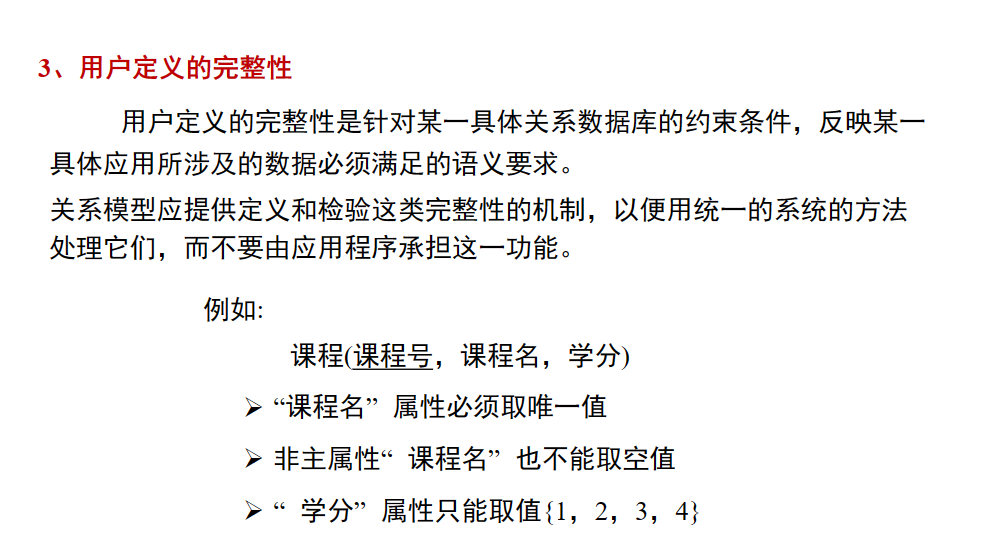 3、用户定义的完整性
用户定义的完整性是针对某一具体关系数据库的约束条件，反映某一
具体应用所涉及的数据必须满足的语义要求。
关系模型应提供定义和检验这类完整性的机制，以便用统一的系统的方法
处理它们，而不要由应用程序承担这一功能。
例如:
课程(课程号，课程名，学分)
➢ “课程名” 属性必须取唯一值
➢ 非主属性“ 课程名” 也不能取空值
➢ “ 学分” 属性只能取值{1，2，3，4}